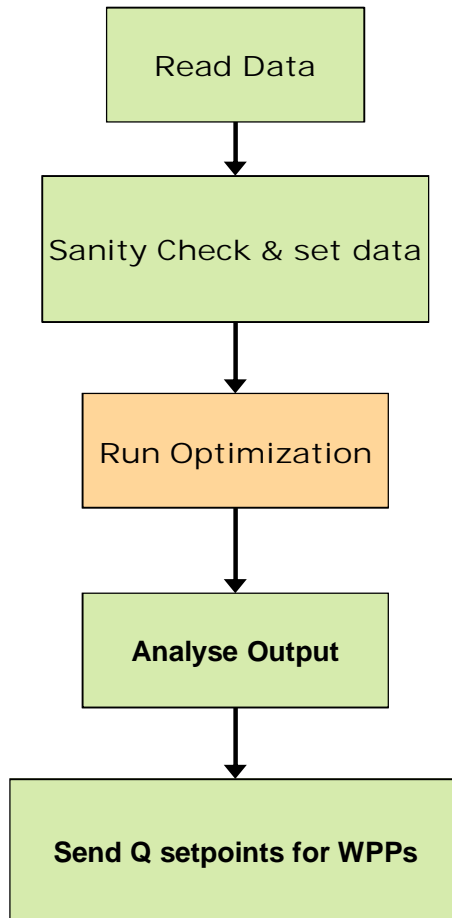 Read Data
Sanity Check & set data
Run Optimization
Analyse Output
Send Q setpoints for WPPs